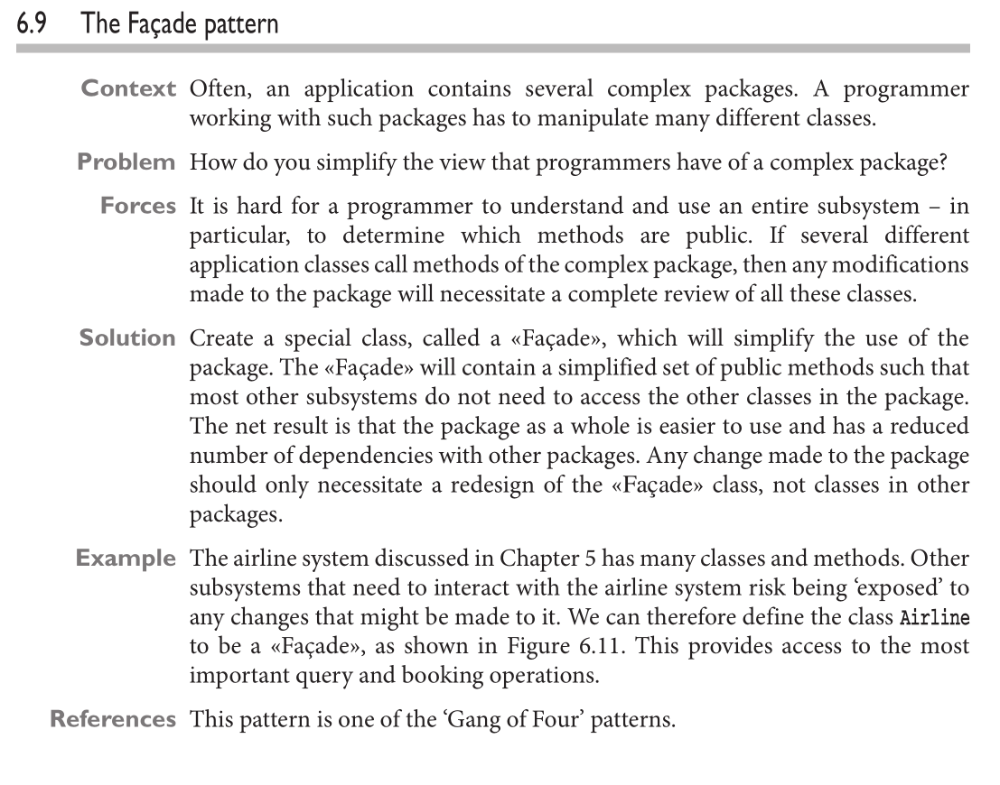 6.9 The Façade pattern
Context Often, an application contains several complex packages. A programmer
working with such packages has to manipulate many different classes.
Problem How do you simplify the view that programmers have of a complex package?
Forces It is hard for a programmer to understand and use an entire subsystem – in
particular, to determine which methods are public. If several different
application classes call methods of the complex package, then any modifications
made to the package will necessitate a complete review of all these classes.
Solution Create a special class, called a «Façade», which will simplify the use of the
package. The «Façade» will contain a simplified set of public methods such that
most other subsystems do not need to access the other classes in the package.
The net result is that the package as a whole is easier to use and has a reduced
number of dependencies with other packages. Any change made to the package
should only necessitate a redesign of the «Façade» class, not classes in other
packages.
Example The airline system discussed in Chapter 5 has many classes and methods. Other
subsystems that need to interact with the airline system risk being ‘exposed’ to
any changes that might be made to it. We can therefore define the class Airline
to be a «Façade», as shown in Figure 6.11. This provides access to the most
important query and booking operations.
References This pattern is one of the ‘Gang of Four’ patterns.